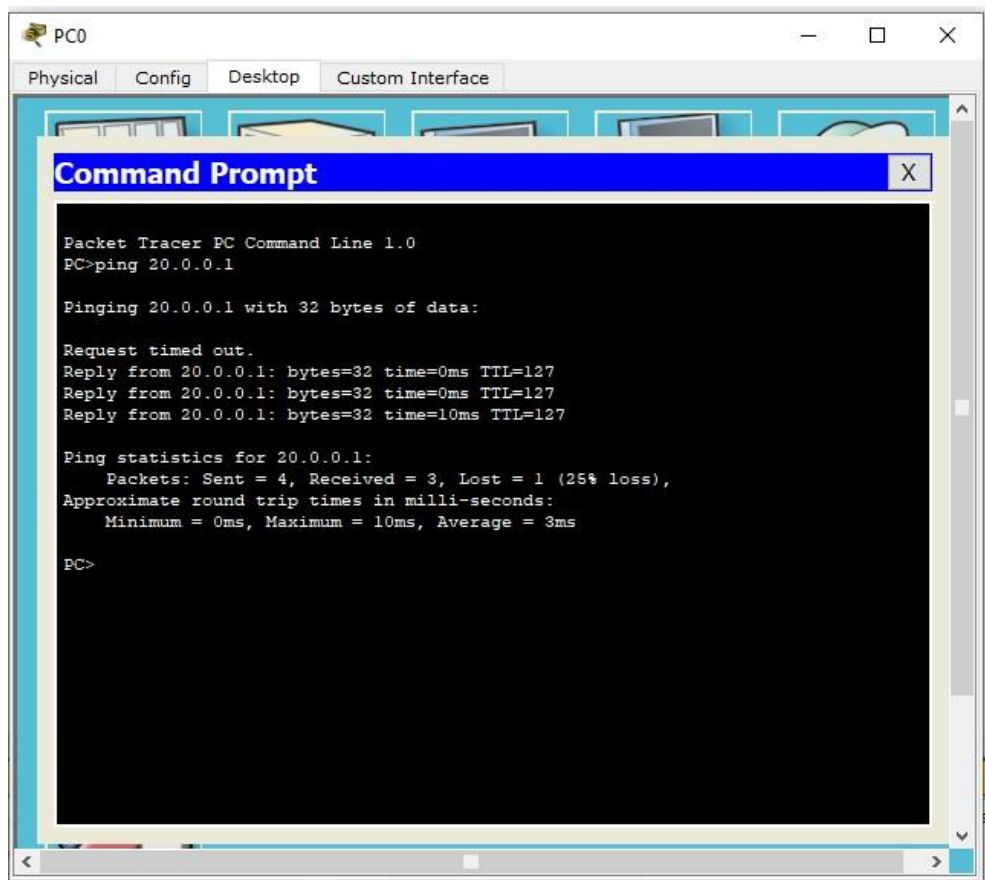 PC0
Physical Config Desktop Custom Interface
Command Prompt X
Packet Tracer PC Command Line 1.0
PC>ping 20.0.0.1
Pinging 20.0.0.1 with 32 bytes of data:
Request timed out.
Reply from 20.0.0.1: bytes=32 time=0ms TTL=127
Reply from 20.0.0.1: bytes=32 time=0ms TTL=127
Reply from 20.0.0.1: bytes=32 time=10ms TTL=127
Ping statistics for 20.0.0.1:
    Packets: Sent = 4, Received = 3, Lost = 1 (25% loss),
Approximate round trip times in milli-seconds:
    Minimum = 0ms, Maximum = 10ms, Average = 3ms
PC>